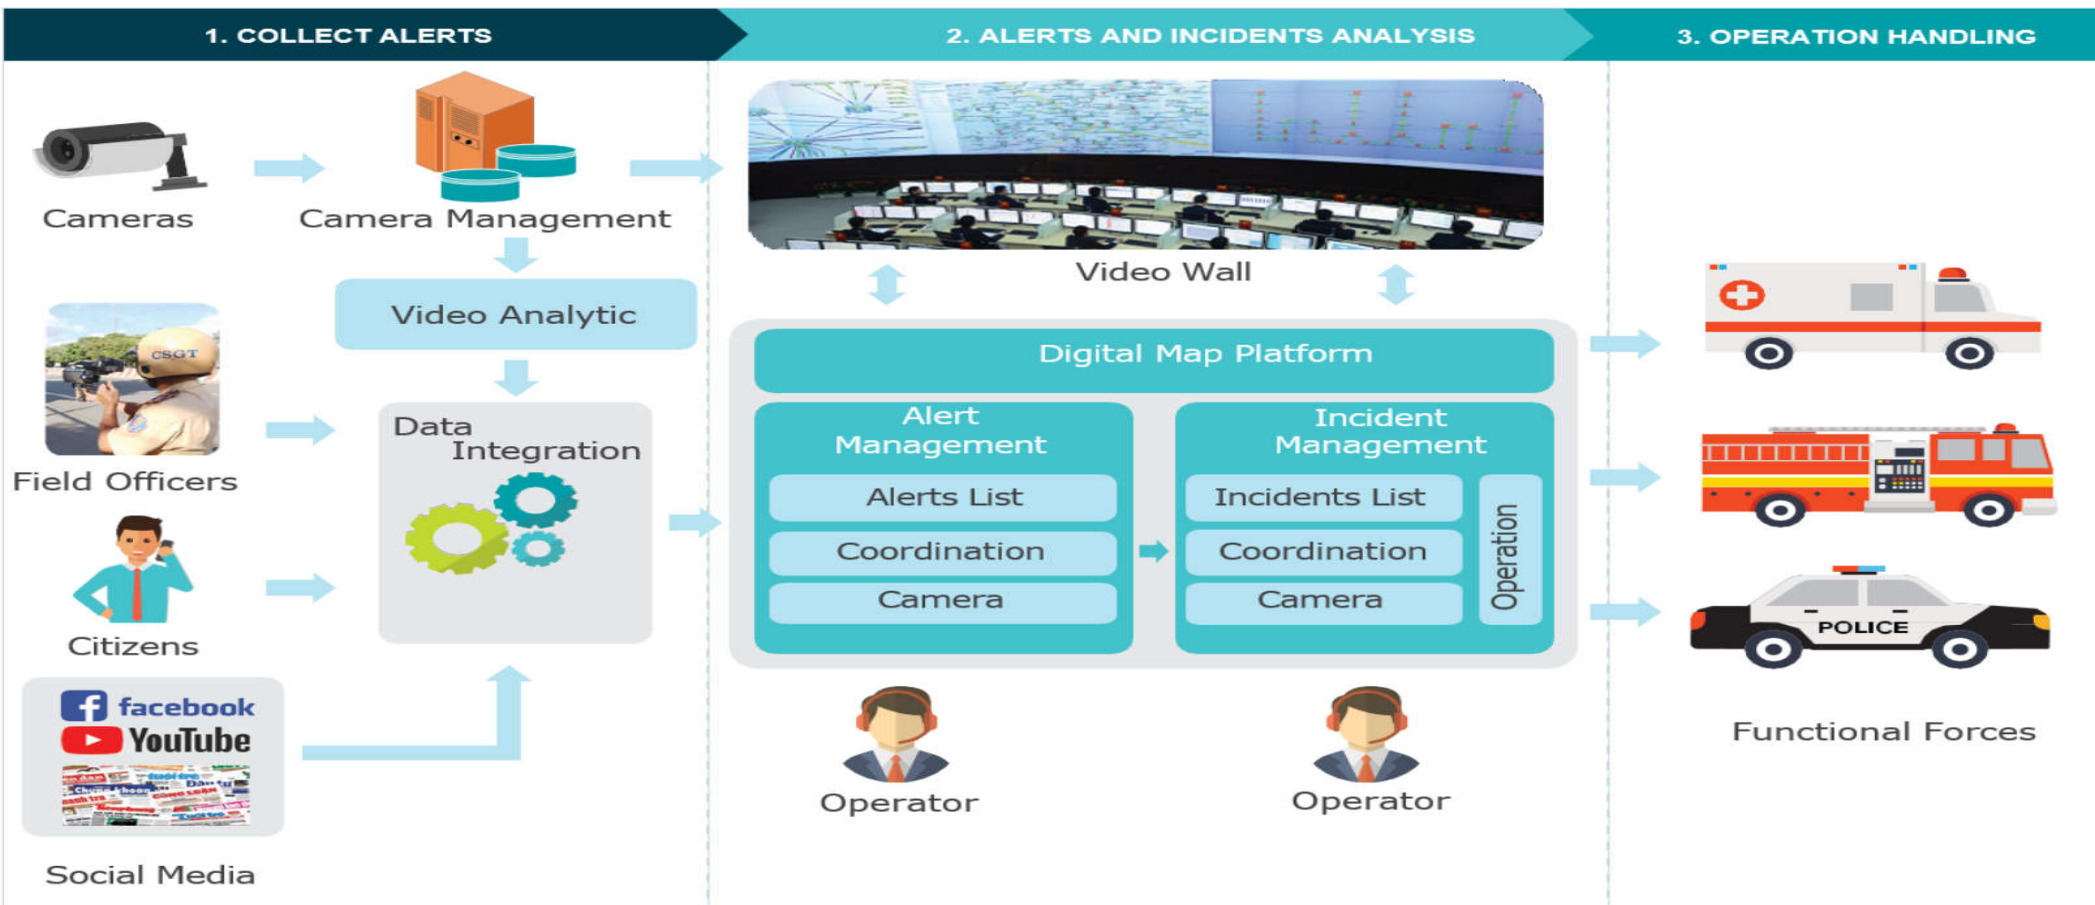 1. COLLECT ALERTS
2. ALERTS AND INCIDENTS ANALYSIS
3. OPERATION HANDLING
Cameras
Camera Management
Video Analytic
CSGT
Field Officers
Data
Integration
Citizens
facebook
YouTube
Social Media
Video Wall
Digital Map Platform
Alert
Management
Alerts List
Coordination
Camera
Incident
Management
Incidents List
Coordination
Camera
Operation
Operator
Operator
POLICE
Functional Forces